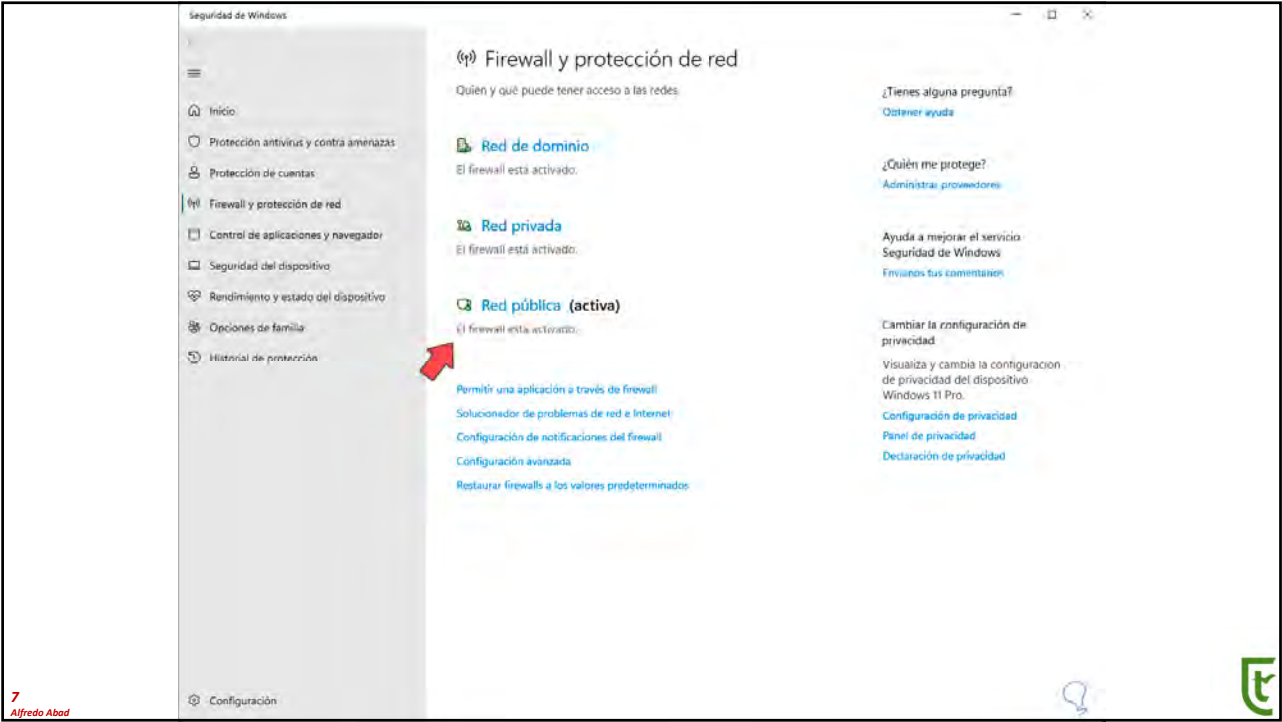 Seguridad de Windows
Inicio
Protección antivirus y contra amenazas
Protección de cuentas
Firewall y protección de red
Control de aplicaciones y navegador
Seguridad del dispositivo
Rendimiento y estado del dispositivo
Opciones de familia
Historial de protección
Configuración
Firewall y protección de red
Quién y qué puede tener acceso a las redes.
Red de dominio
El firewall está activado.
Red privada
El firewall está activado.
Red pública (activa)
El firewall está activado.
Permitir una aplicación a través de firewall
Solucionador de problemas de red e Internet
Configuración de notificaciones del firewall
Configuración avanzada
Restaurar firewalls a los valores predeterminados
¿Tienes alguna pregunta?
Obtener ayuda
¿Quién me protege?
Administrar proveedores
Ayuda a mejorar el servicio
Seguridad de Windows
Envíanos tus comentarios
Cambiar la configuración de
privacidad
Visualiza y cambia la configuración
de privacidad del dispositivo
Windows 11 Pro.
Configuración de privacidad
Panel de privacidad
Declaración de privacidad
7
Alfredo Abad